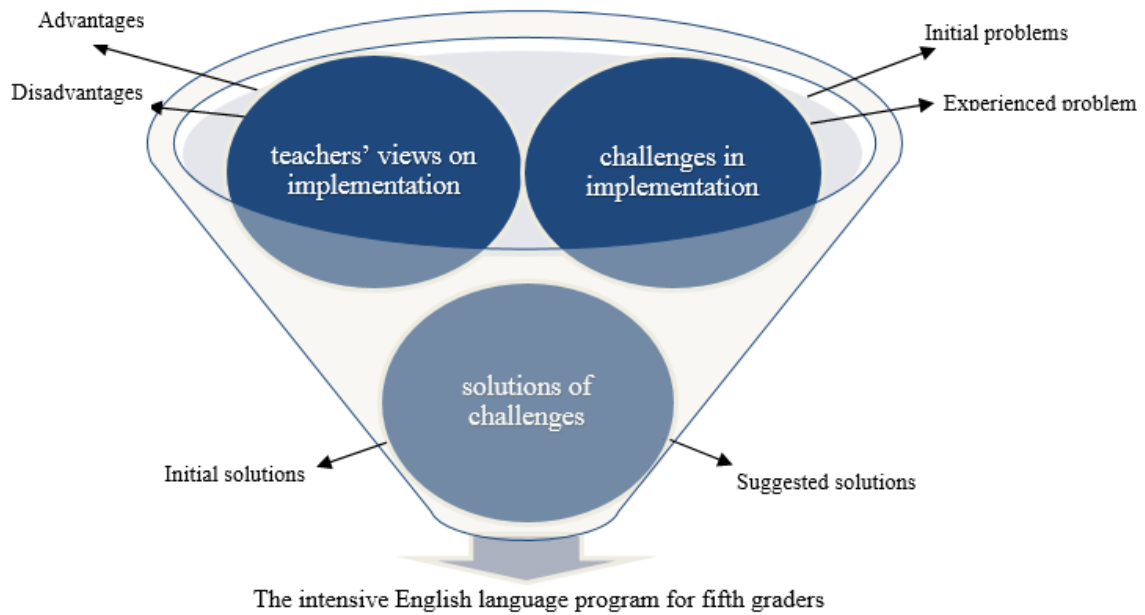 Advantages
Initial problems
Disadvantages
Experienced problem
teachers' views on
implementation
challenges in
implementation
solutions of
challenges
Initial solutions
Suggested solutions
The intensive English language program for fifth graders